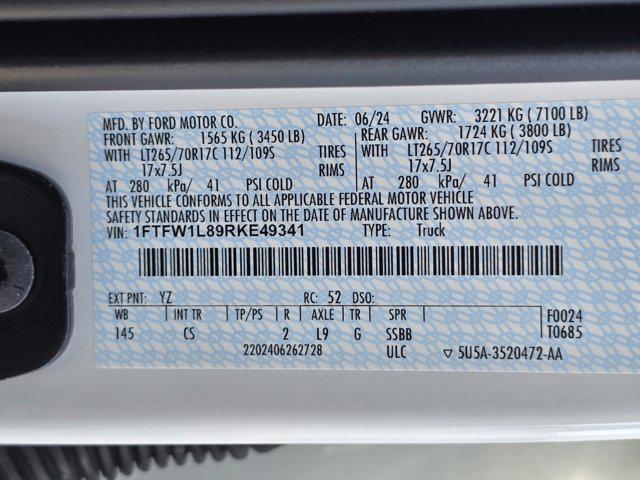 MFD. BY FORD MOTOR CO. DATE: 06/24 GVWR: 3221 KG ( 7100 LB)
FRONT GAWR: 1565 KG ( 3450 LB) REAR GAWR: 1724 KG ( 3800 LB)
WITH LT265/70R17C 112/109S TIRES WITH LT265/70R17C 112/109S TIRES
17x7.5J RIMS 17x7.5J RIMS
AT 280 kPa/ 41 PSI COLD AT 280 kPa/ 41 PSI COLD
THIS VEHICLE CONFORMS TO ALL APPLICABLE FEDERAL MOTOR VEHICLE
SAFETY STANDARDS IN EFFECT ON THE DATE OF MANUFACTURE SHOWN ABOVE.
VIN: 1FTFW1L89RKE49341 TYPE: Truck
EXT PNT: YZ RC: 52 DSO:
WB INT TR TP/PS R AXLE TR SPR F0024
145 CS 2 L9 G SSBB T0685
2202406262728 ULC ▽ 5U5A-3520472-AA